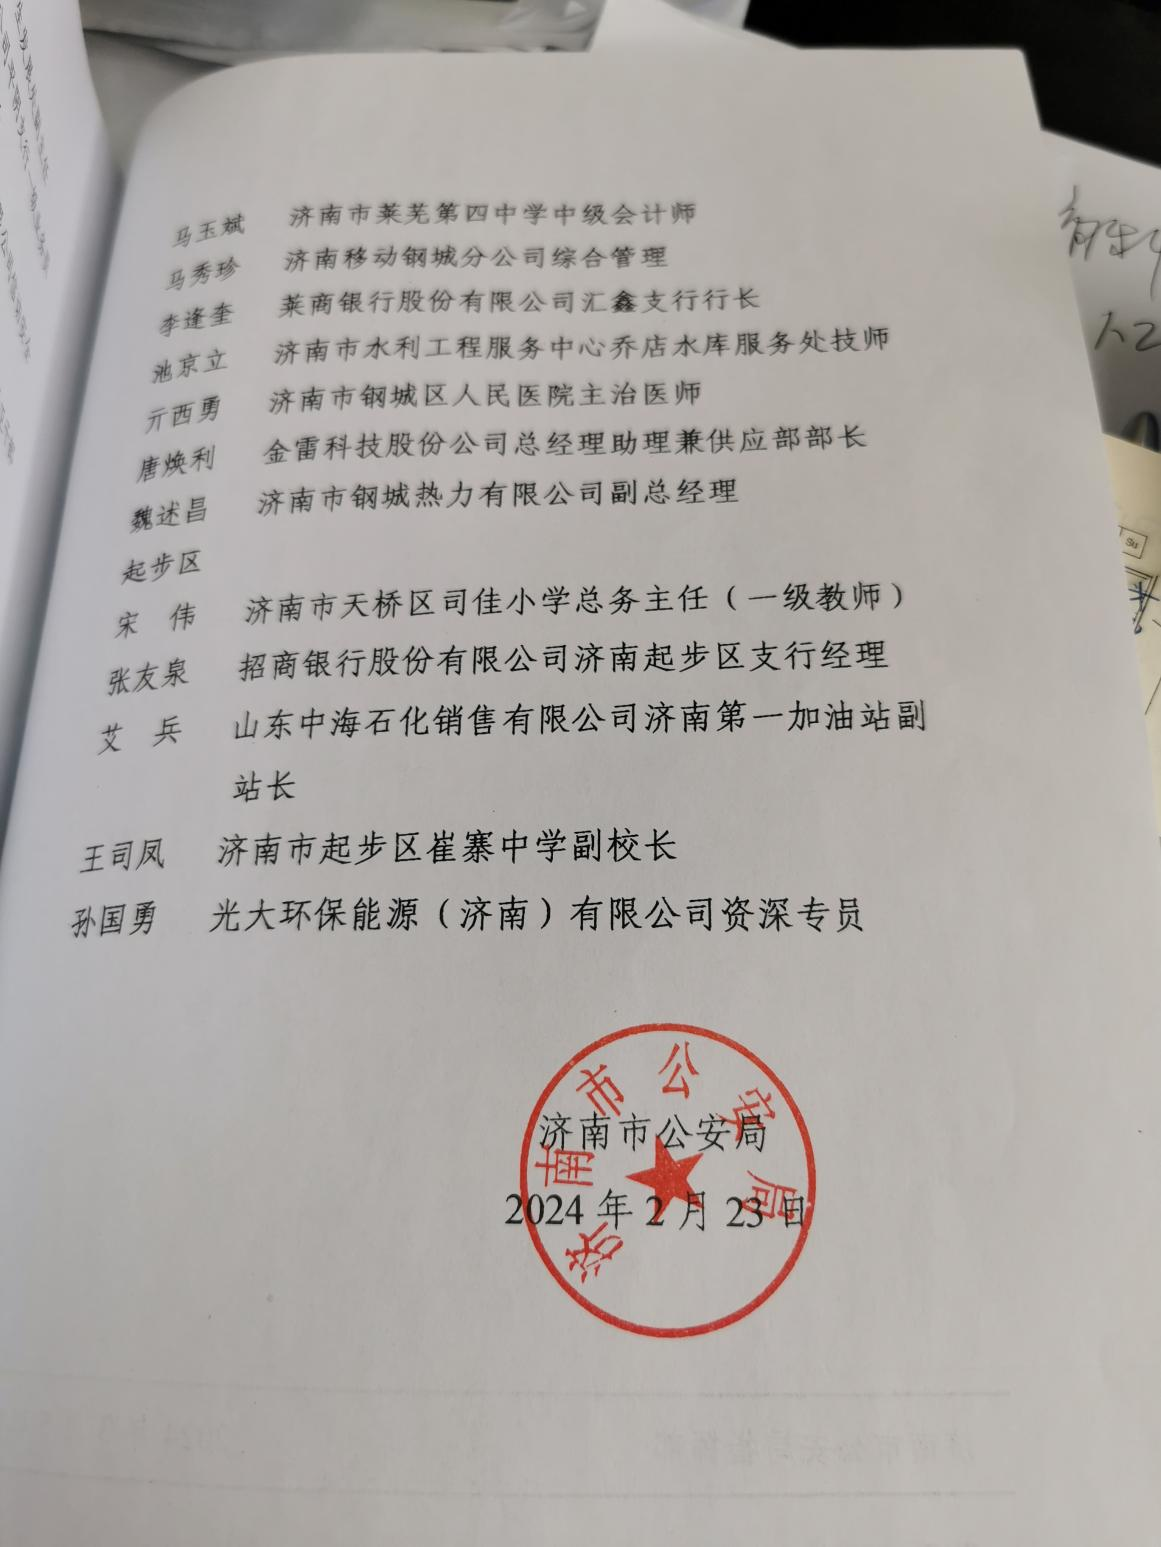 马玉斌 济南市莱芜第四中学中级会计师
马秀珍 济南移动钢城分公司综合管理
李逢奎 莱商银行股份有限公司汇鑫支行行长
池京立 济南市水利工程服务中心乔店水库服务处技师
亓西勇 济南市钢城区人民医院主治医师
唐焕利 金雷科技股份公司总经理助理兼供应部部长
魏述昌 济南市钢城热力有限公司副总经理
起步区
宋 伟 济南市天桥区司佳小学总务主任（一级教师）
张友泉 招商银行股份有限公司济南起步区支行经理
艾 兵 山东中海石化销售有限公司济南第一加油站副
站长
王司凤 济南市起步区崔寨中学副校长
孙国勇 光大环保能源（济南）有限公司资深专员
济南市公安局
济南市公安局
2024年2月23日